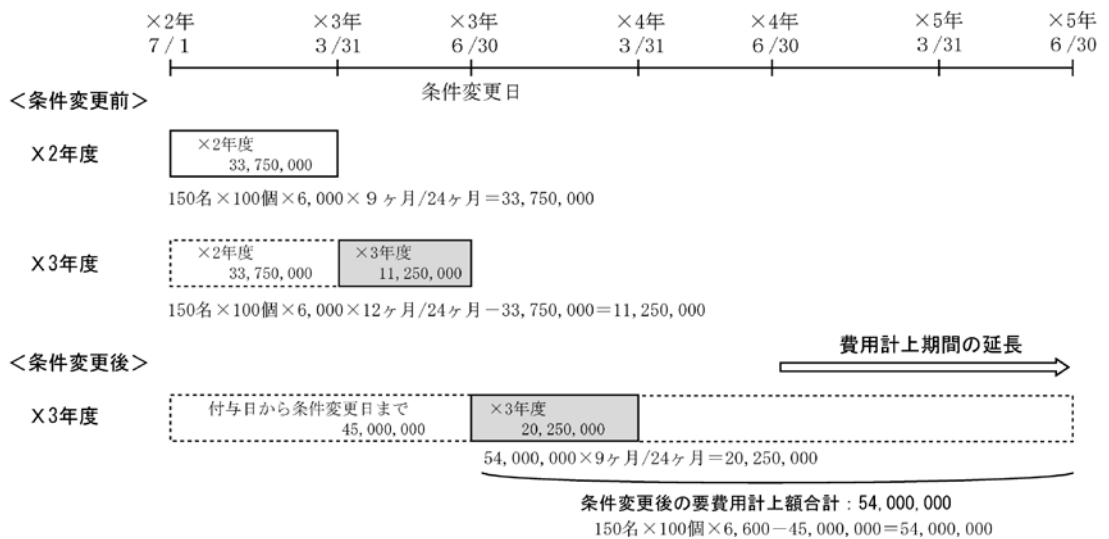 ×2年 ×3年 ×3年 ×4年 ×4年 ×5年 ×5年
7/1 3/31 6/30 3/31 6/30 3/31 6/30
条件変更日
＜条件変更前＞
×2年度
×2年度
33,750,000
150名×100個×6,000×9ヶ月/24ヶ月＝33,750,000
×3年度
×2年度
33,750,000
×3年度
11,250,000
150名×100個×6,000×12ヶ月/24ヶ月－33,750,000＝11,250,000
費用計上期間の延長
＜条件変更後＞
×3年度
付与日から条件変更日まで
45,000,000
×3年度
20,250,000
54,000,000×9ヶ月/24ヶ月＝20,250,000
条件変更後の要費用計上額合計：54,000,000
150名×100個×6,600－45,000,000＝54,000,000